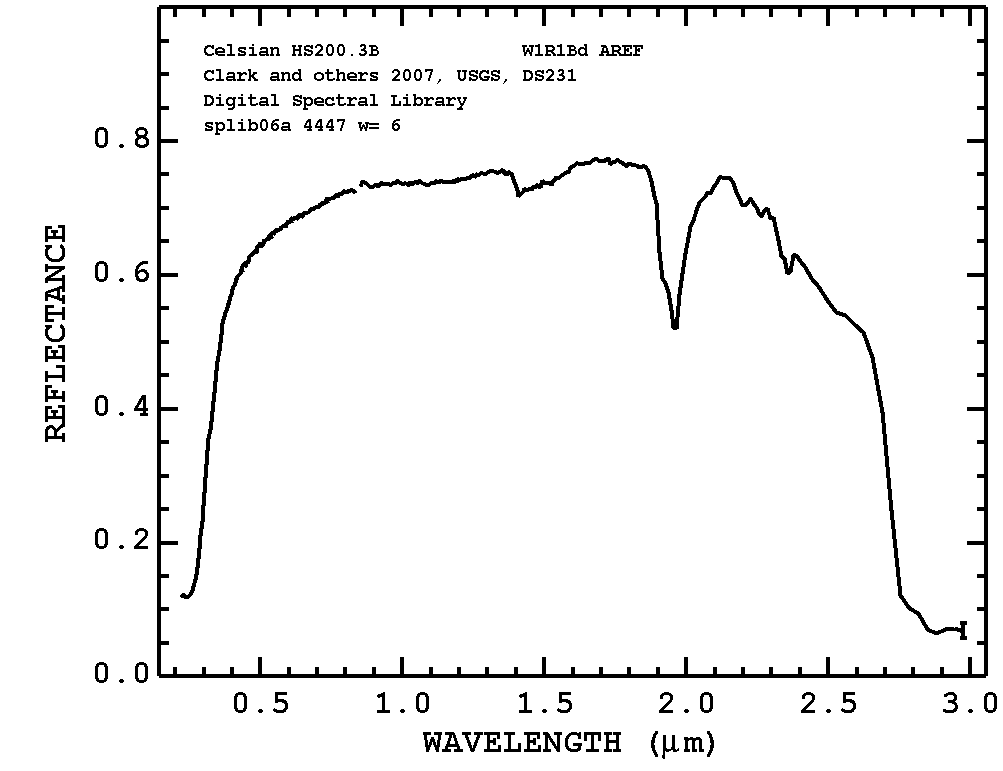 Celsian HS200.3B W1R1Bd AREF
Clark and others 2007, USGS, DS231
Digital Spectral Library
splib06a 4447 w= 6
0.8
0.6
0.4
0.2
0.0
REFLECTANCE
0.5 1.0 1.5 2.0 2.5 3.0
WAVELENGTH (μm)